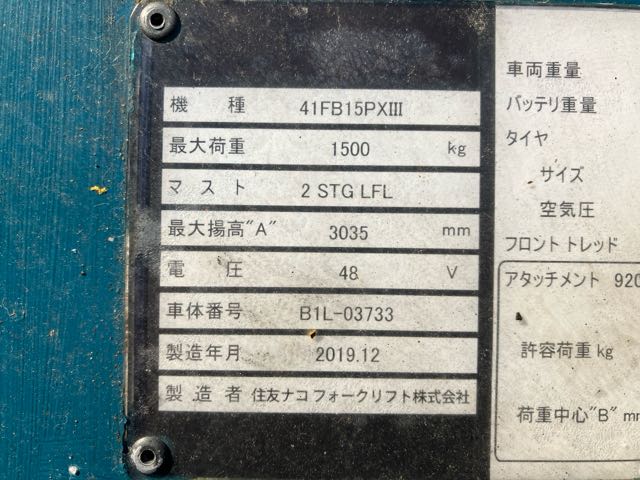 機種 41FB15PXⅢ
最大荷重 1500 kg
マスト 2 STG LFL
最大揚高"A" 3035 mm
電圧 48 V
車体番号 B1L-03733
製造年月 2019.12
製造者 住友ナコ フォークリフト株式会社
車両重量
バッテリ重量
タイヤ
サイズ
空気圧
フロント トレッド
アタッチメント 920
許容荷重 kg
荷重中心"B" mm